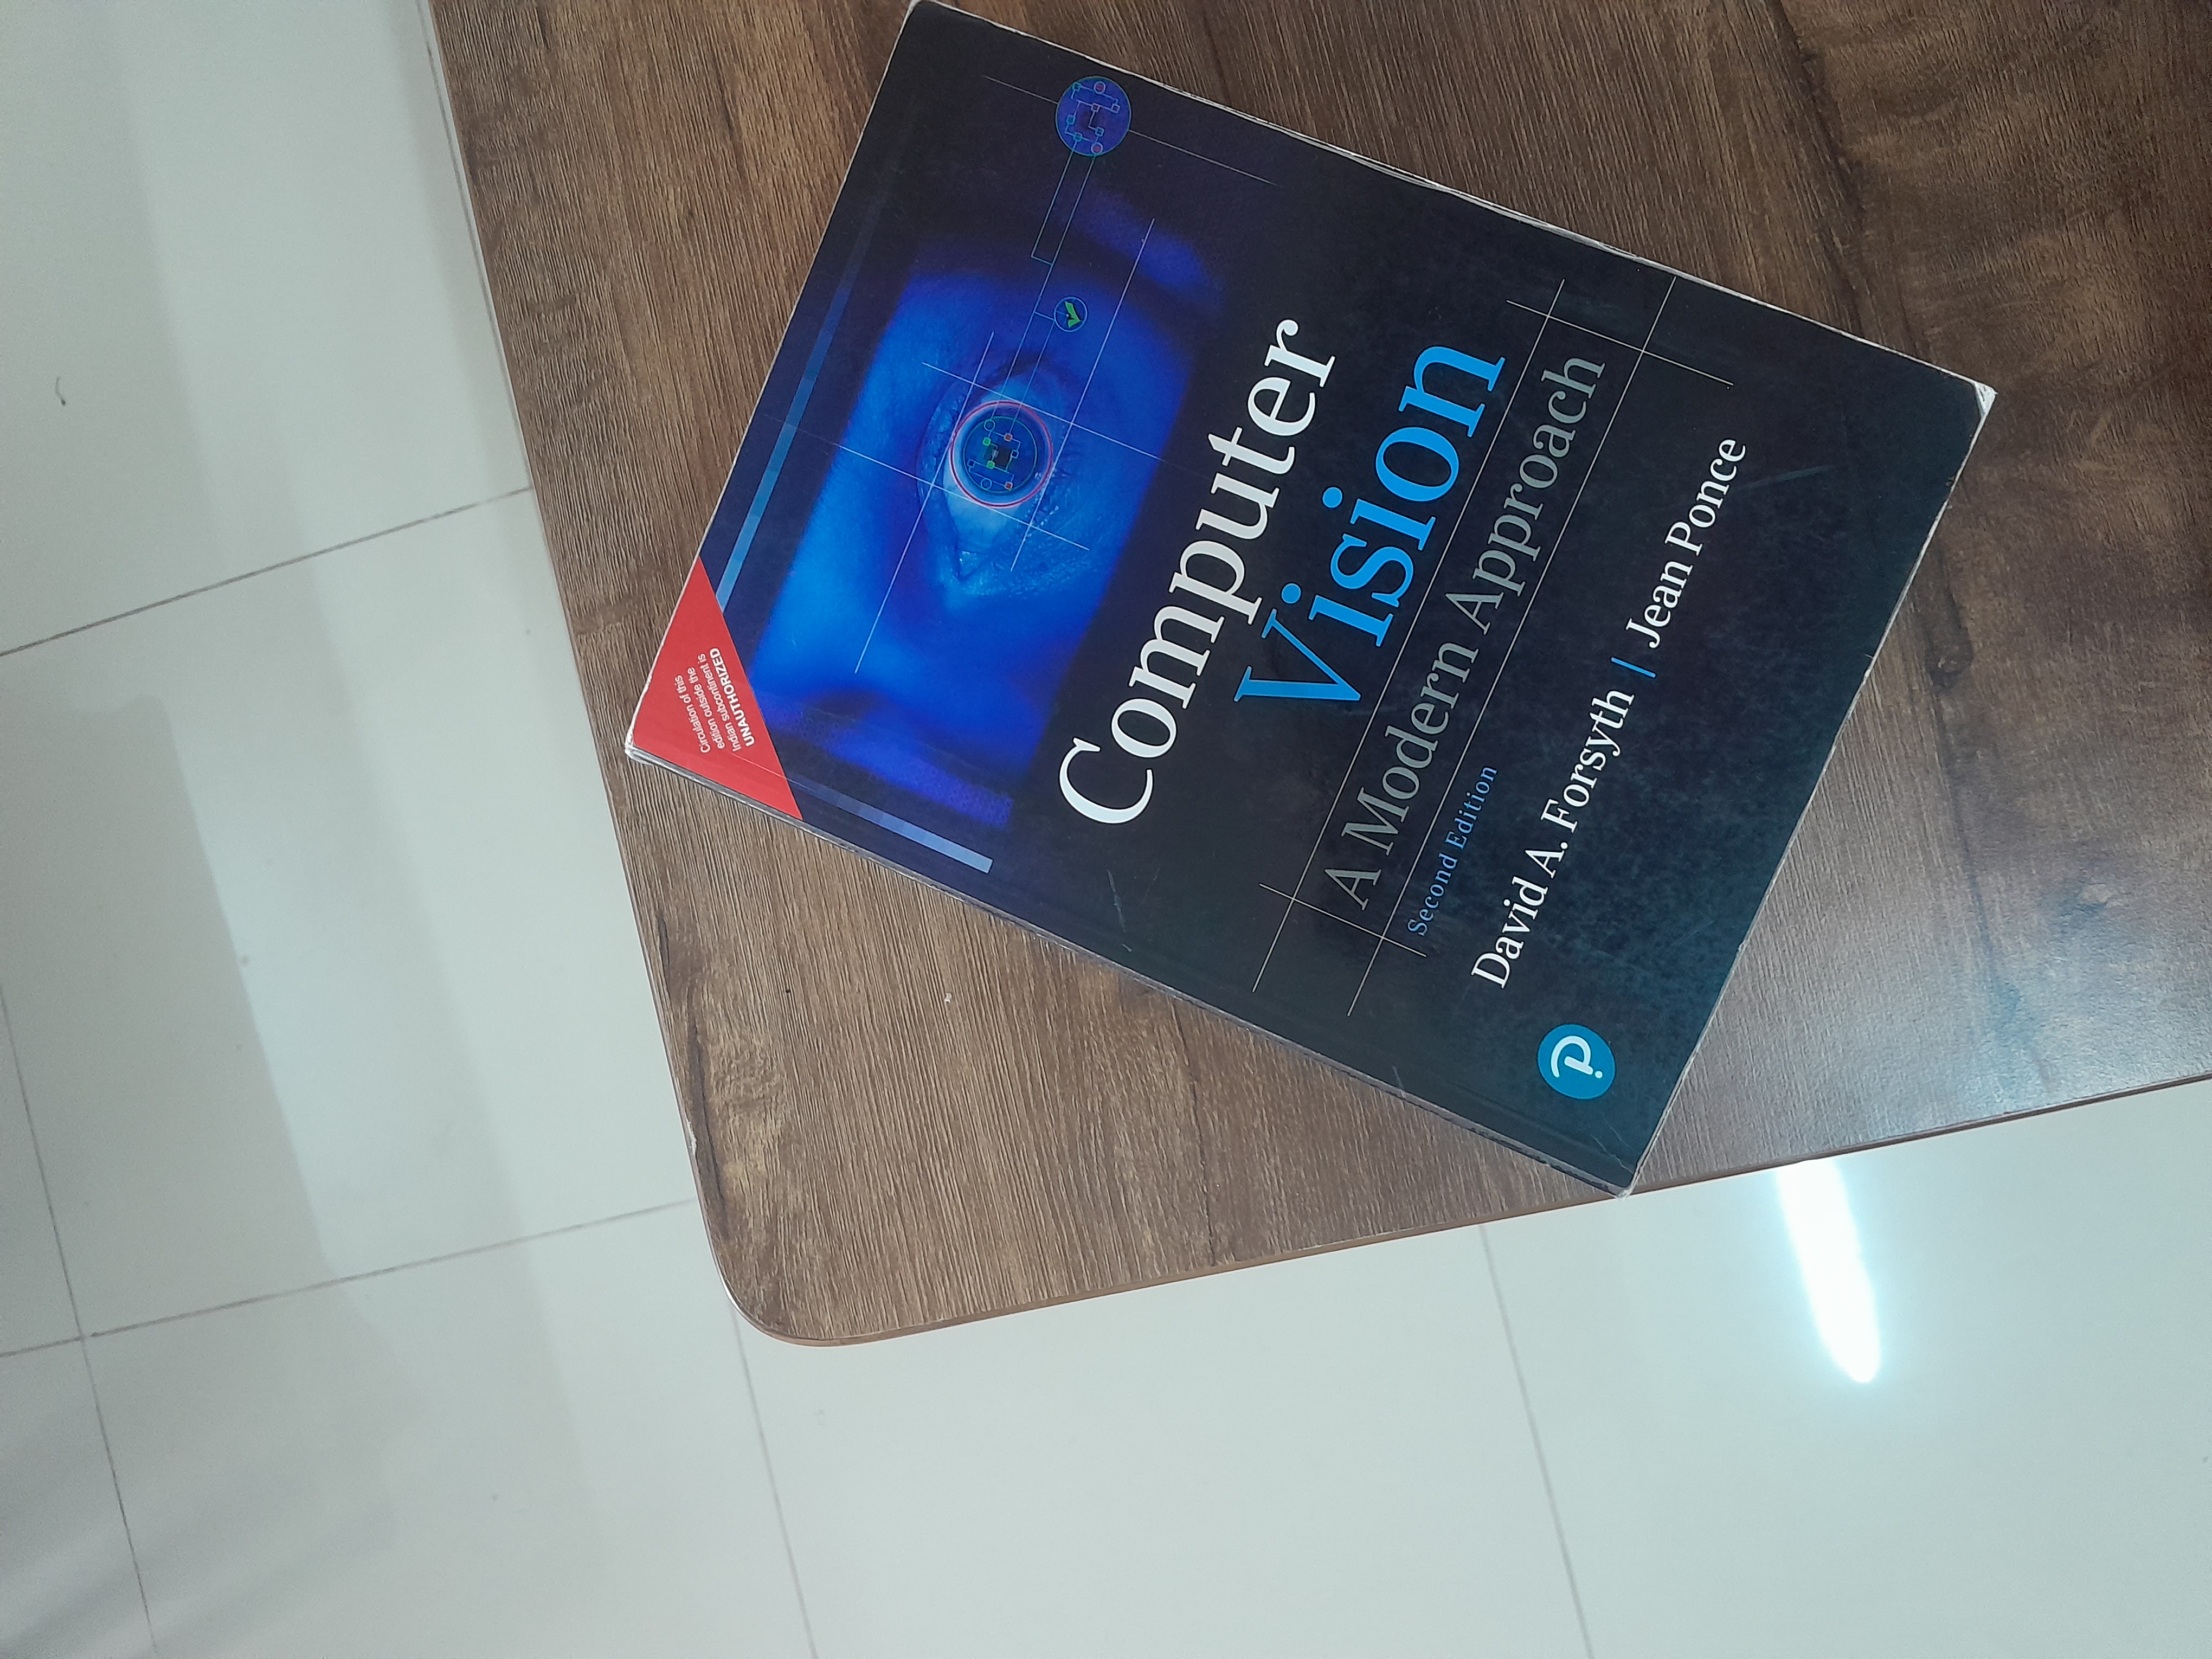 Circulation of this
edition outside the
Indian subcontinent is
UNAUTHORIZED
Computer
Vision
A Modern Approach
Second Edition
David A. Forsyth | Jean Ponce